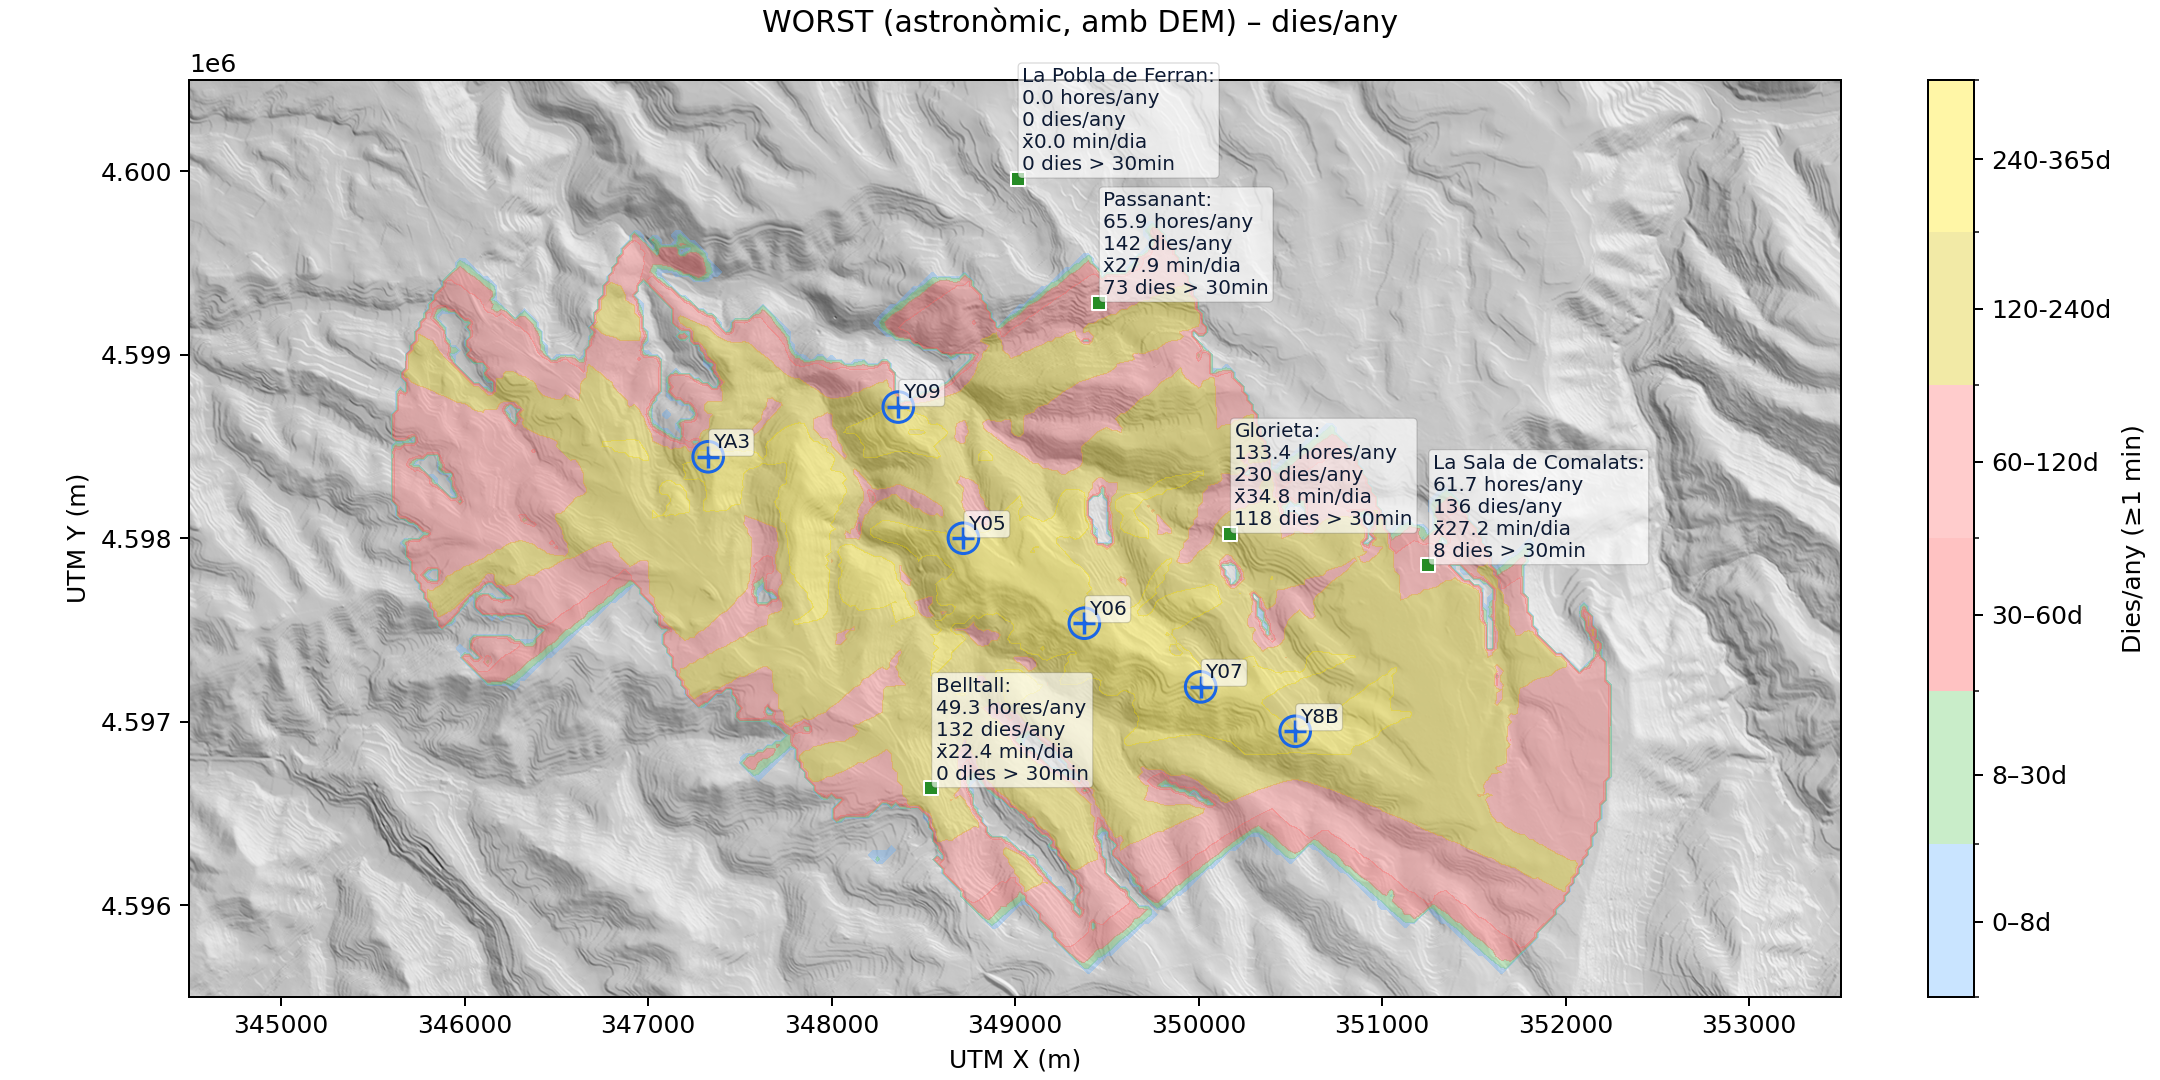 WORST (astronòmic, amb DEM) – dies/any
1e6
La Pobla de Ferran:
0.0 hores/any
0 dies/any
x̄0.0 min/dia
0 dies > 30min
Passanant:
65.9 hores/any
142 dies/any
x̄27.9 min/dia
73 dies > 30min
Y09
YA3
Glorieta:
133.4 hores/any
230 dies/any
x̄34.8 min/dia
118 dies > 30min
La Sala de Comalats:
61.7 hores/any
136 dies/any
x̄27.2 min/dia
8 dies > 30min
Y05
Y06
Y07
Y8B
Belltall:
49.3 hores/any
132 dies/any
x̄22.4 min/dia
0 dies > 30min
4.600
4.599
4.598
4.597
4.596
UTM Y (m)
345000
346000
347000
348000
349000
350000
351000
352000
353000
UTM X (m)
240-365d
120-240d
60–120d
30–60d
8–30d
0–8d
Dies/any (≥1 min)